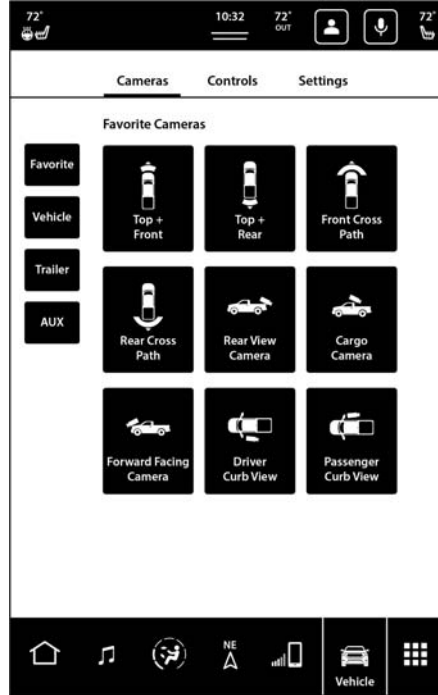 72°
10:32
72°
OUT
72°
Cameras Controls Settings
Favorite Cameras
Favorite
Vehicle
Trailer
AUX
Top +
Front
Top +
Rear
Front Cross
Path
Rear Cross
Path
Rear View
Camera
Cargo
Camera
Forward Facing
Camera
Driver
Curb View
Passenger
Curb View
NE
Vehicle